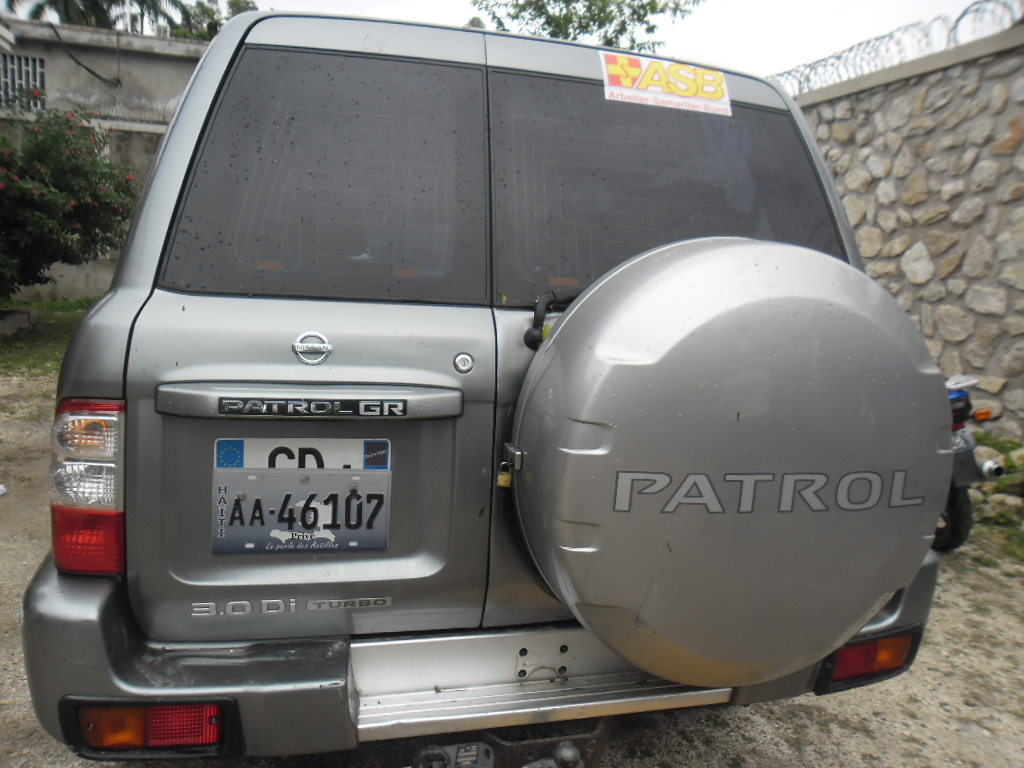 ASB
Arbeiter-Samariter-Bund
NISSAN
PATROL GR
CD-
HAITI
AA-46107
Privé
La perle des Antilles
PATROL
3.0 Di TURBO